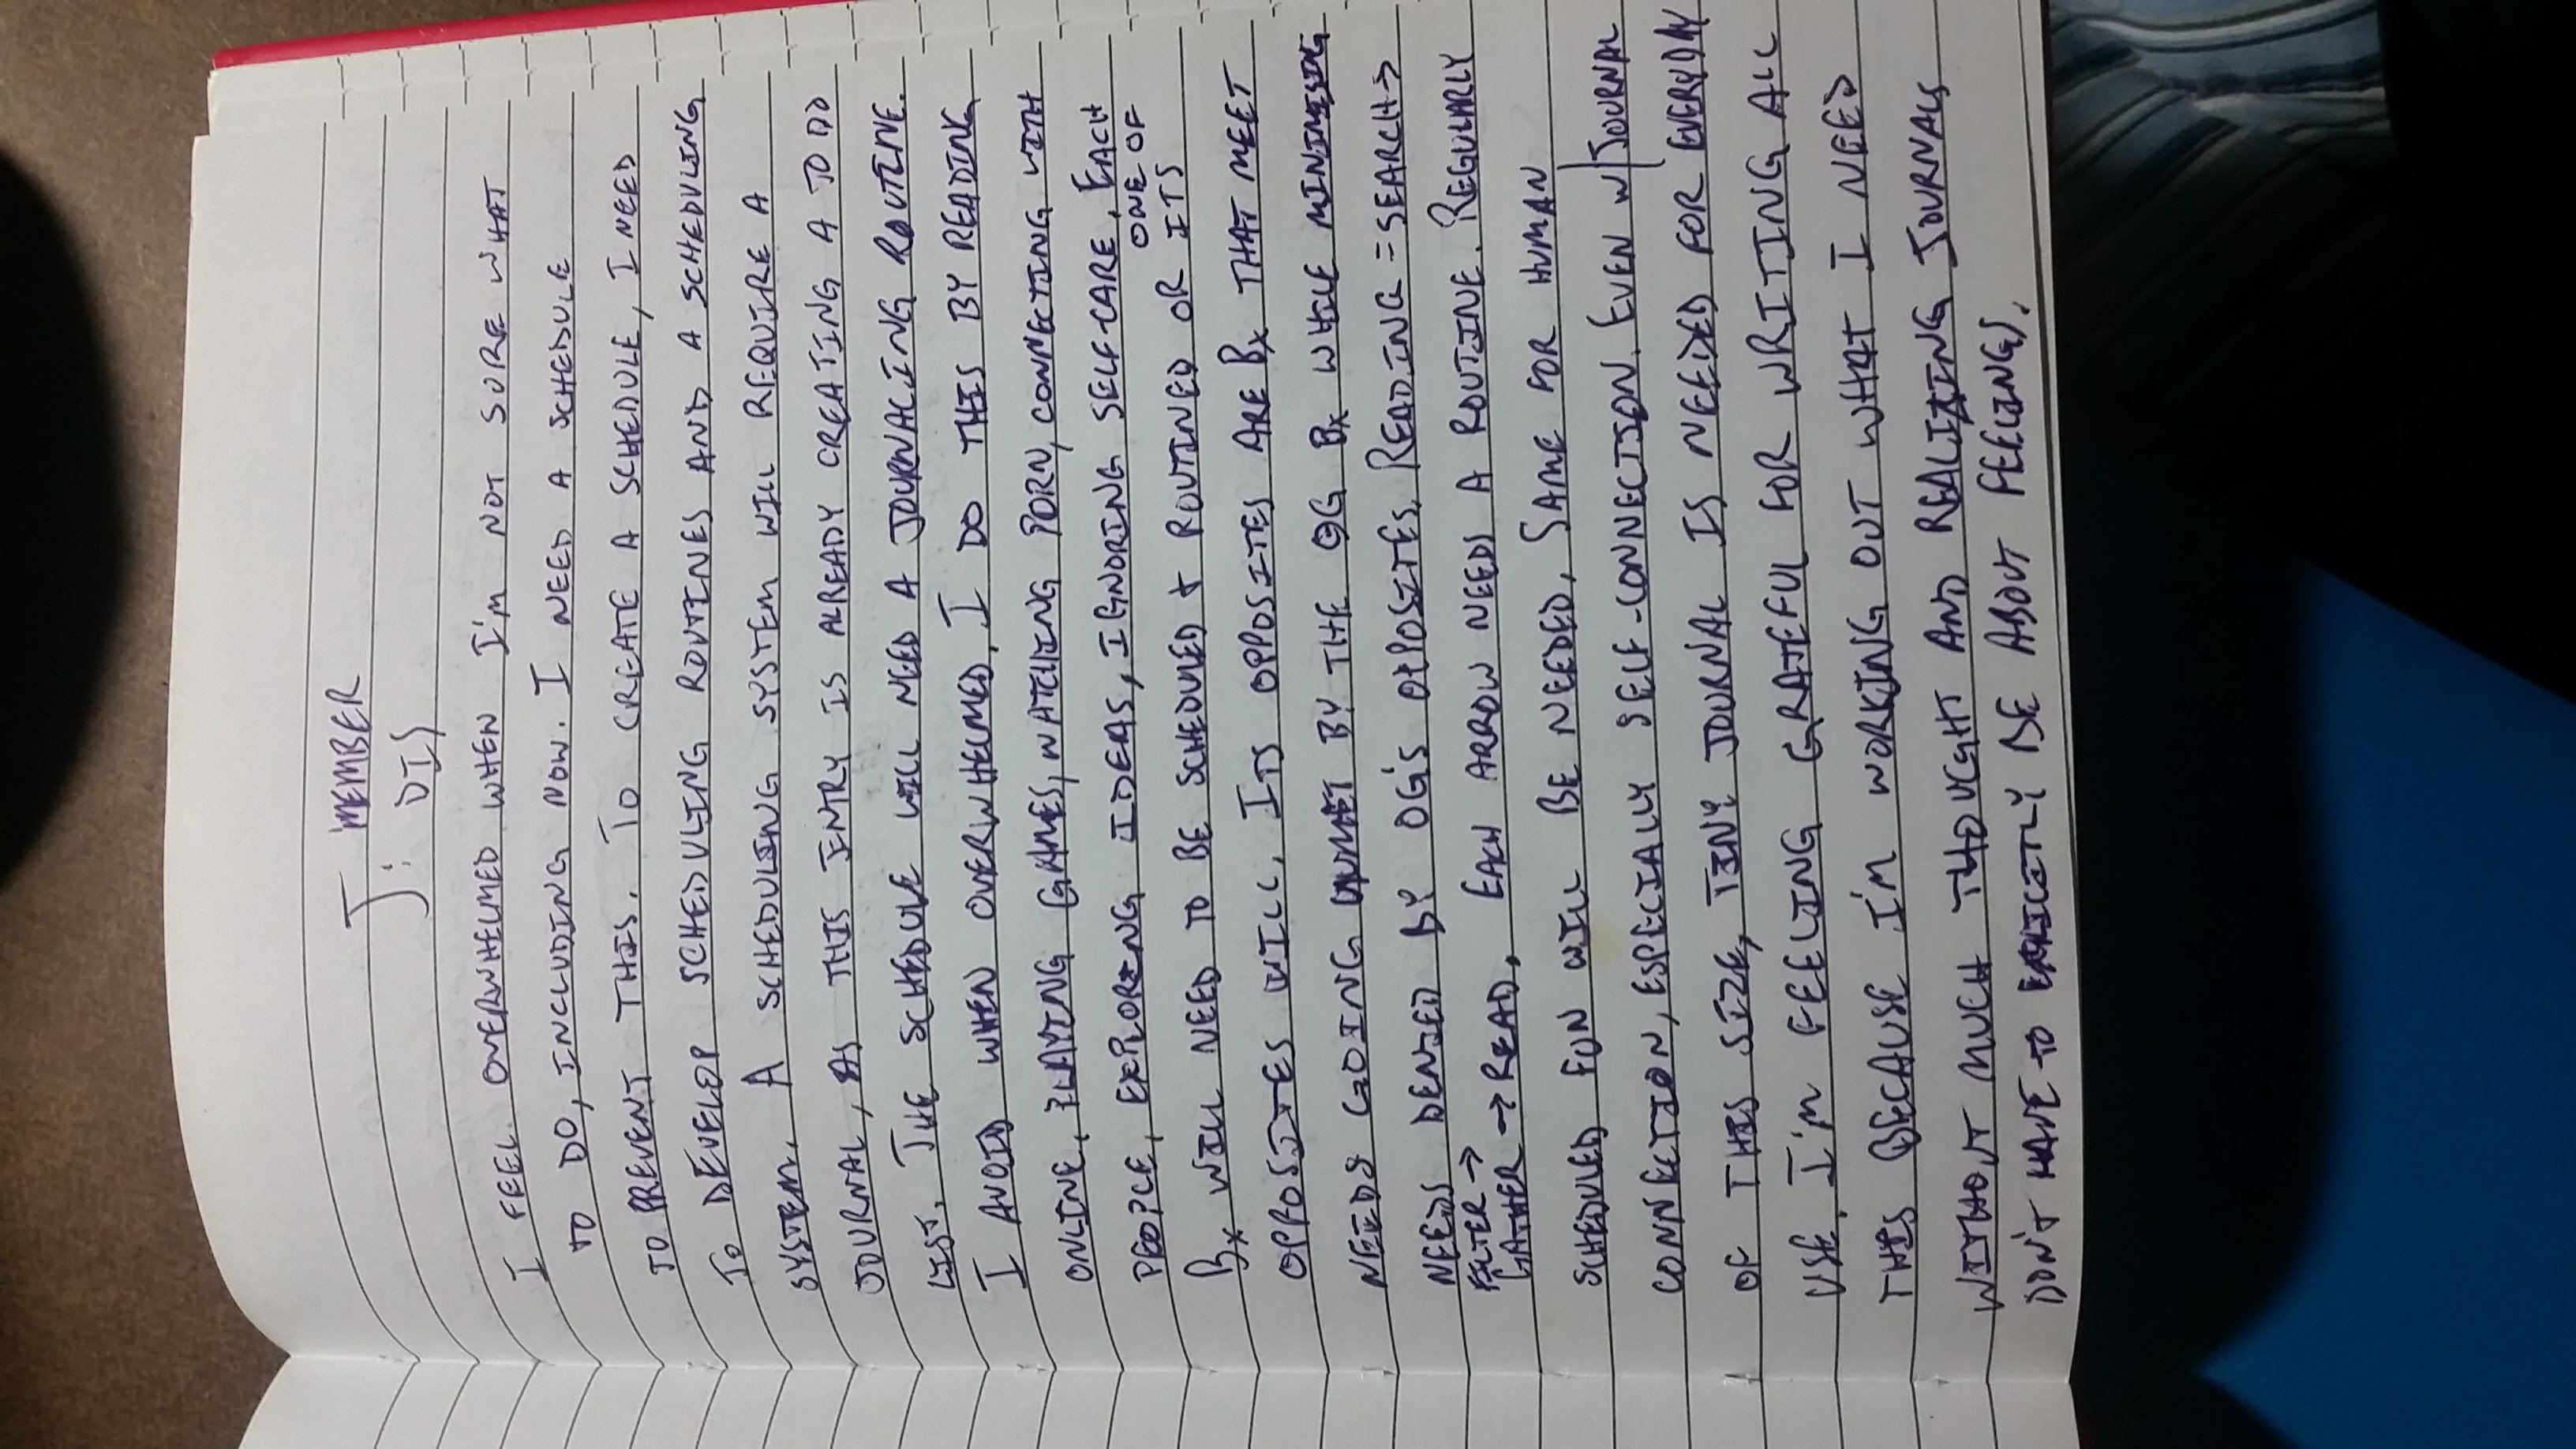 MEMBER
J: DIS
I FEEL OVERWHELMED WHEN I'M NOT SURE WHAT
TO DO, INCLUDING NOW. I NEED A SCHEDULE
TO PREVENT THIS. TO CREATE A SCHEDULE, I NEED
TO DEVELOP SCHEDULING ROUTINES AND A SCHEDULING
SYSTEM. A SCHEDULING SYSTEM WILL REQUIRE A
JOURNAL, AS THIS ENTRY IS ALREADY CREATING A TO DO
LIST. THE SCHEDULE WILL NEED A JOURNALING ROUTINE.
I AVOID WHEN OVERWHELMED. I DO THIS BY READING
ONLINE, PLAYING GAMES, WATCHING PORN, CONNECTING WITH
PEOPLE, EXPLORING IDEAS, IGNORING SELF-CARE. EACH
ONE OF
Bx WILL NEED TO BE SCHEDULED & ROUTINED OR ITS
OPPOSITES WILL. ITS OPPOSITES ARE Bx THAT MEET
NEEDS GOING UNMET BY THE OG Bx WHILE MINIMISING
NEEDS DENIED BY OG'S OPPOSITES. READING = SEARCH →
FILTER →
GATHER → READ. EACH ARROW NEEDS A ROUTINE. REGULARLY
SCHEDULED FUN WILL BE NEEDED. SAME FOR HUMAN
CONNECTION, ESPECIALLY SELF-CONNECTION. EVEN W/ JOURNAL
OF THIS SIZE, TINY JOURNAL IS NEEDED FOR EVERYDAY
USE. I'M FEELING GRATEFUL FOR WRITING ALL
THIS BECAUSE I'M WORKING OUT WHAT I NEED
WITHOUT MUCH THOUGHT AND REALIZING JOURNALS
DON'T HAVE TO EXPLICITLY BE ABOUT FEELINGS.